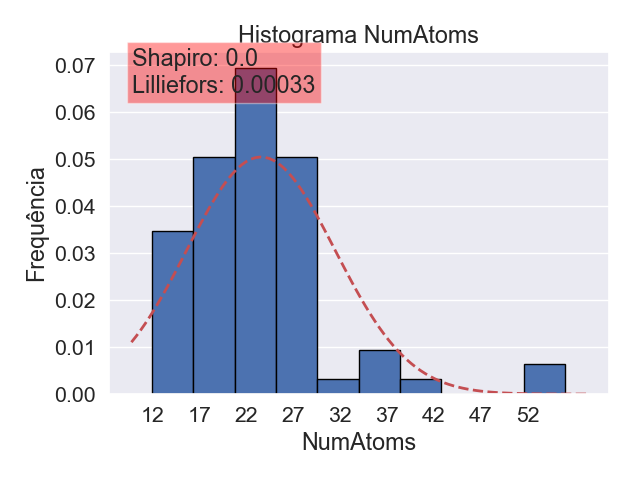 Histograma NumAtoms
Shapiro: 0.0
Lilliefors: 0.00033
0.07
0.06
0.05
0.04
0.03
0.02
0.01
0.00
Frequência
12 17 22 27 32 37 42 47 52
NumAtoms